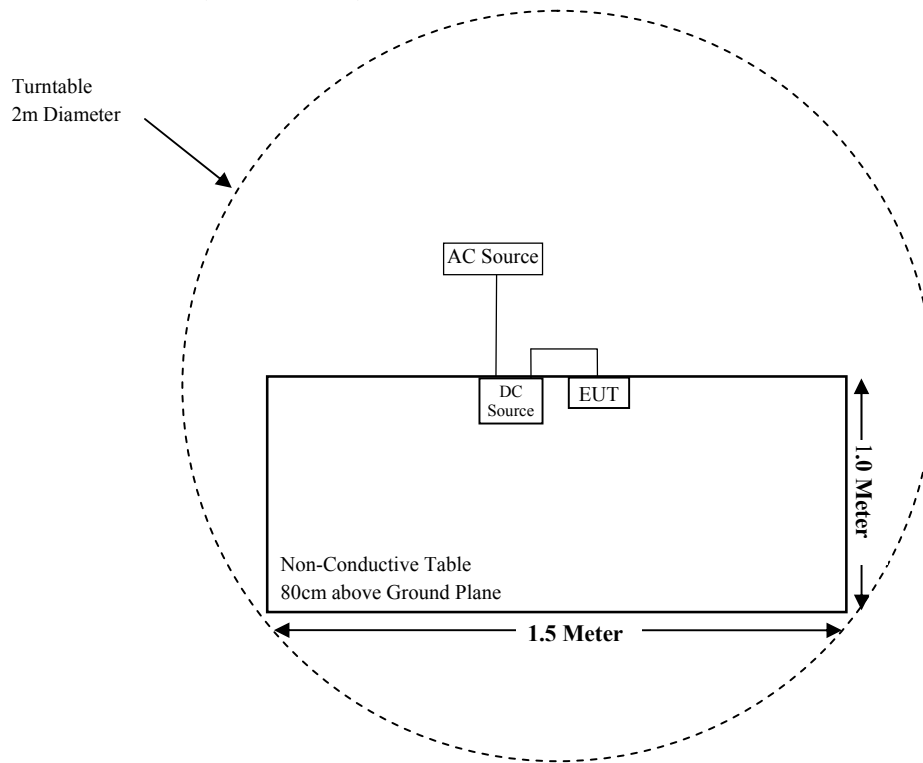 Turntable
2m Diameter
AC Source
DC
Source
EUT
1.0 Meter
Non-Conductive Table
80cm above Ground Plane
1.5 Meter